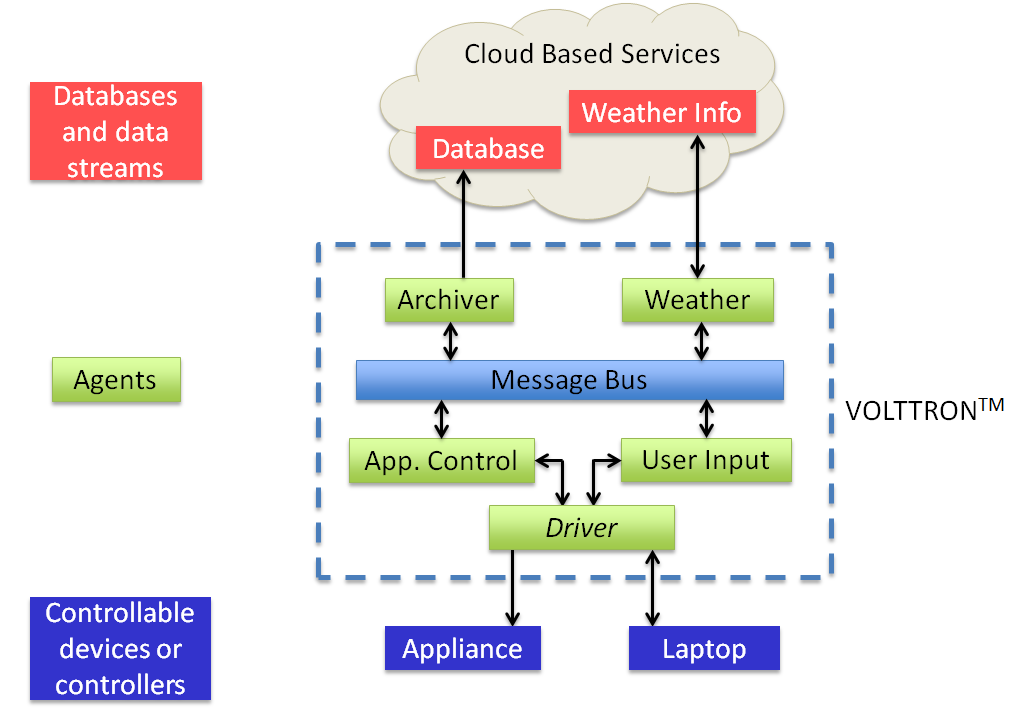 Cloud Based Services
Databases
and data
streams
Weather Info
Database
Archiver
Weather
Agents
Message Bus
VOLTTRON™
App. Control
User Input
Driver
Controllable
devices or
controllers
Appliance
Laptop